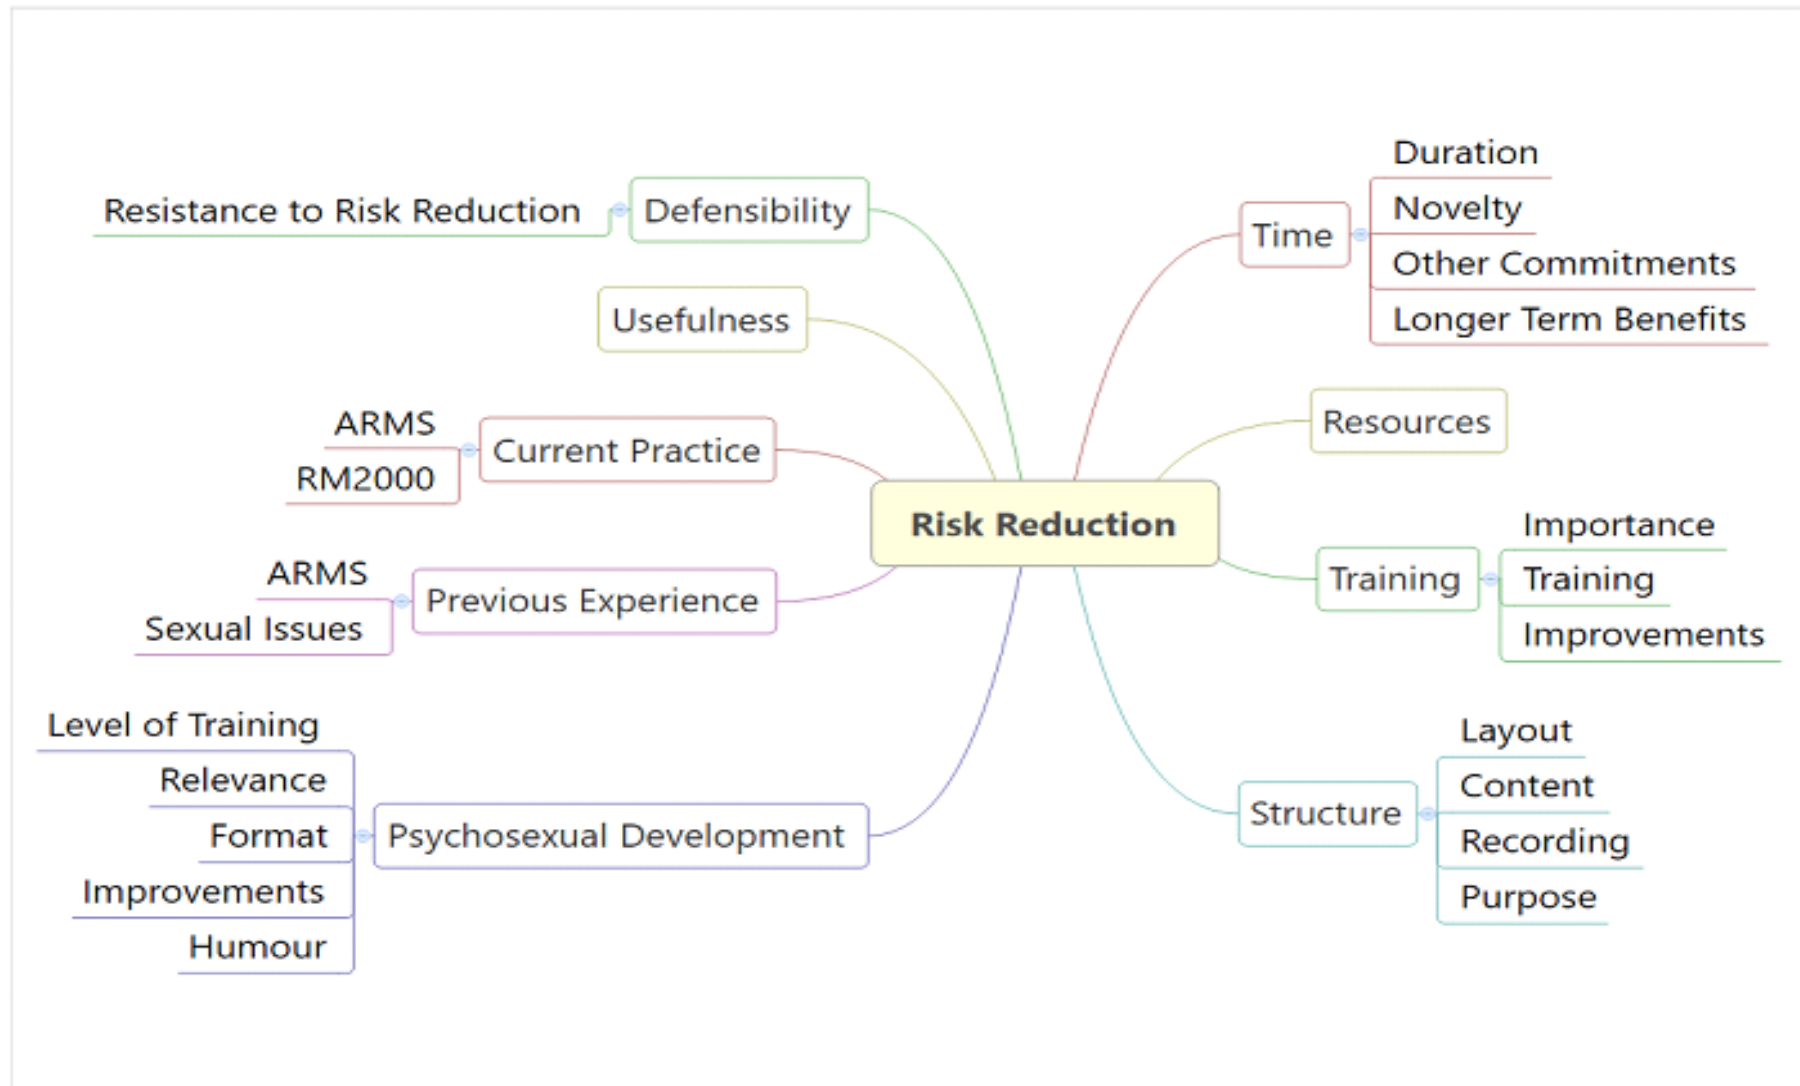 Resistance to Risk Reduction
Defensibility
Usefulness
ARMS
RM2000
Current Practice
ARMS
Sexual Issues
Previous Experience
Level of Training
Relevance
Format
Improvements
Humour
Psychosexual Development
Risk Reduction
Time
Duration
Novelty
Other Commitments
Longer Term Benefits
Resources
Training
Importance
Training
Improvements
Structure
Layout
Content
Recording
Purpose